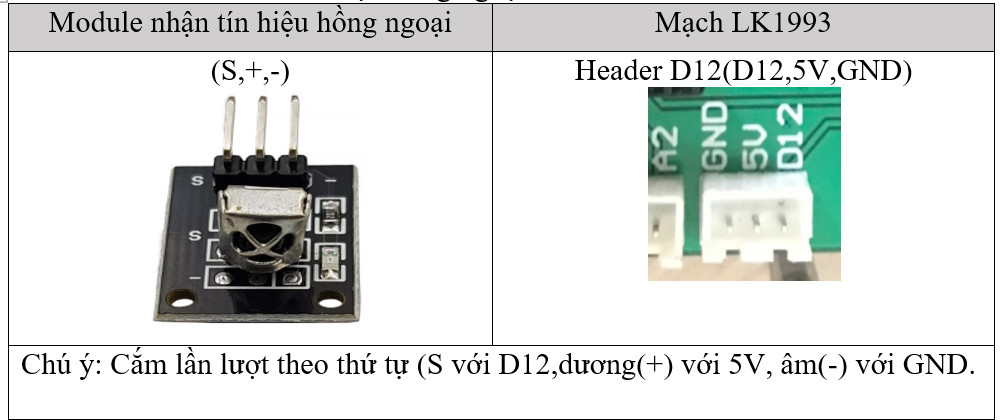 Module nhận tín hiệu hồng ngoại
Mạch LK1993
(S,+,-)
Header D12(D12,5V,GND)
S
-
S
-
A2
GND
5V
D12
Chú ý: Cắm lần lượt theo thứ tự (S với D12,dương(+) với 5V, âm(-) với GND.